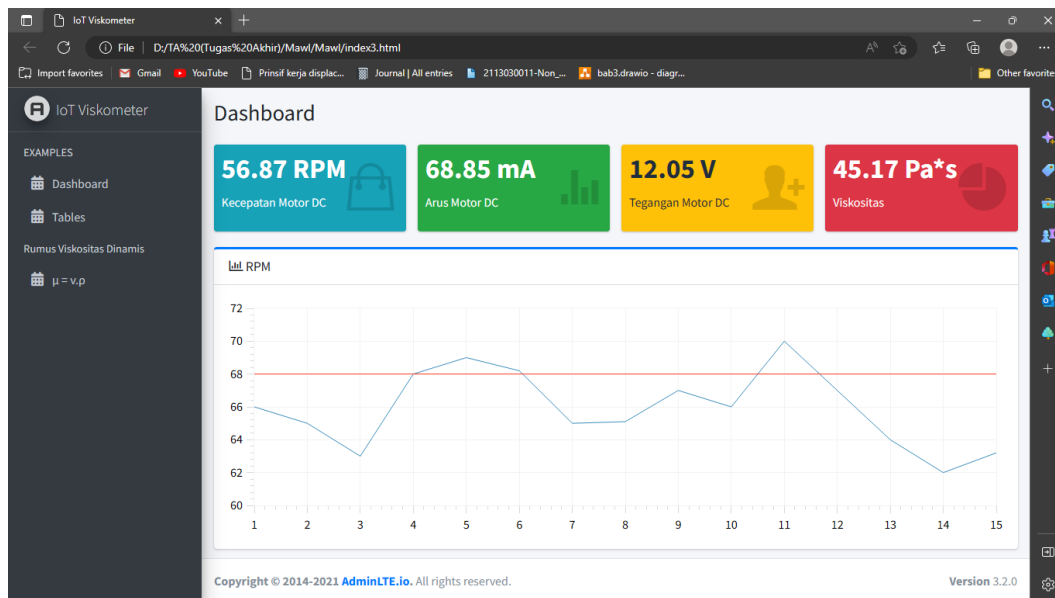 IoT Viskometer
File
D:/TA%20(Tugas%20Akhir)/Mawl/Mawl/index3.html
Import favorites
Gmail
YouTube
Prinsif kerja displac...
Journal | All entries
2113030011-Non_...
bab3.drawio - diagr...
Other favorite
IoT Viskometer
EXAMPLES
Dashboard
Tables
Rumus Viskositas Dinamis
μ = v.ρ
Dashboard
56.87 RPM
Kecepatan Motor DC
68.85 mA
Arus Motor DC
12.05 V
Tegangan Motor DC
45.17 Pa*s
Viskositas
RPM
72
70
68
66
64
62
60
1 2 3 4 5 6 7 8 9 10 11 12 13 14 15
Copyright © 2014-2021 AdminLTE.io. All rights reserved.
Version 3.2.0